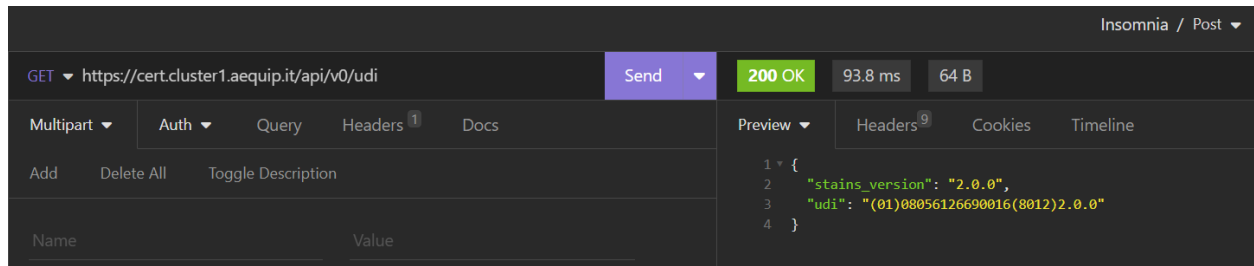 Insomnia / Post
GET https://cert.cluster1.aequip.it/api/v0/udi Send 200 OK 93.8 ms 64 B
Multipart Auth Query Headers 1 Docs Preview Headers 9 Cookies Timeline
Add Delete All Toggle Description
1 {
2 "stains_version": "2.0.0",
3 "udi": "(01)08056126690016(8012)2.0.0"
4 }
Name Value